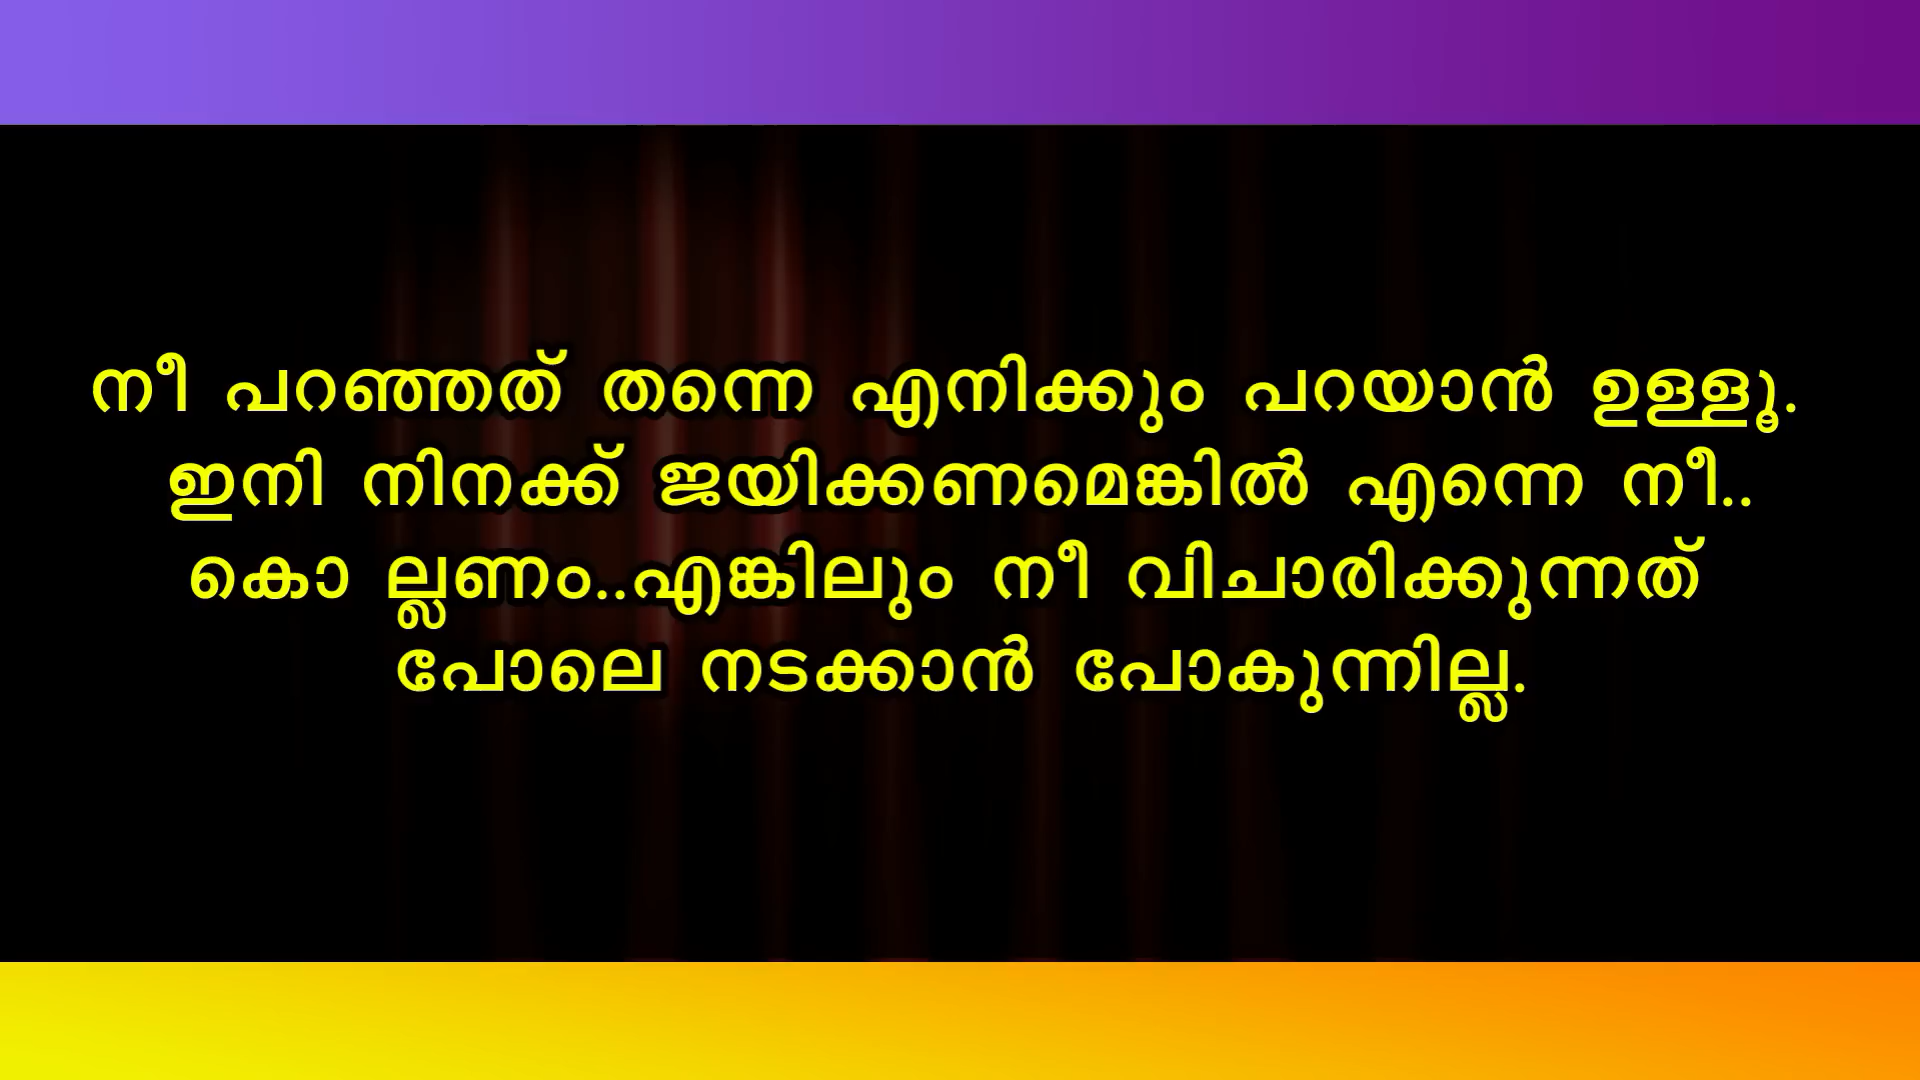 നീ പറഞ്ഞത് തന്നെ എനിക്കും പറയാൻ ഉള്ളൂ.
ഇനി നിനക്ക് ജയിക്കണമെങ്കിൽ എന്നെ നീ..
കൊ ല്ലണം..എങ്കിലും നീ വിചാരിക്കുന്നത്
പോലെ നടക്കാൻ പോകുന്നില്ല.